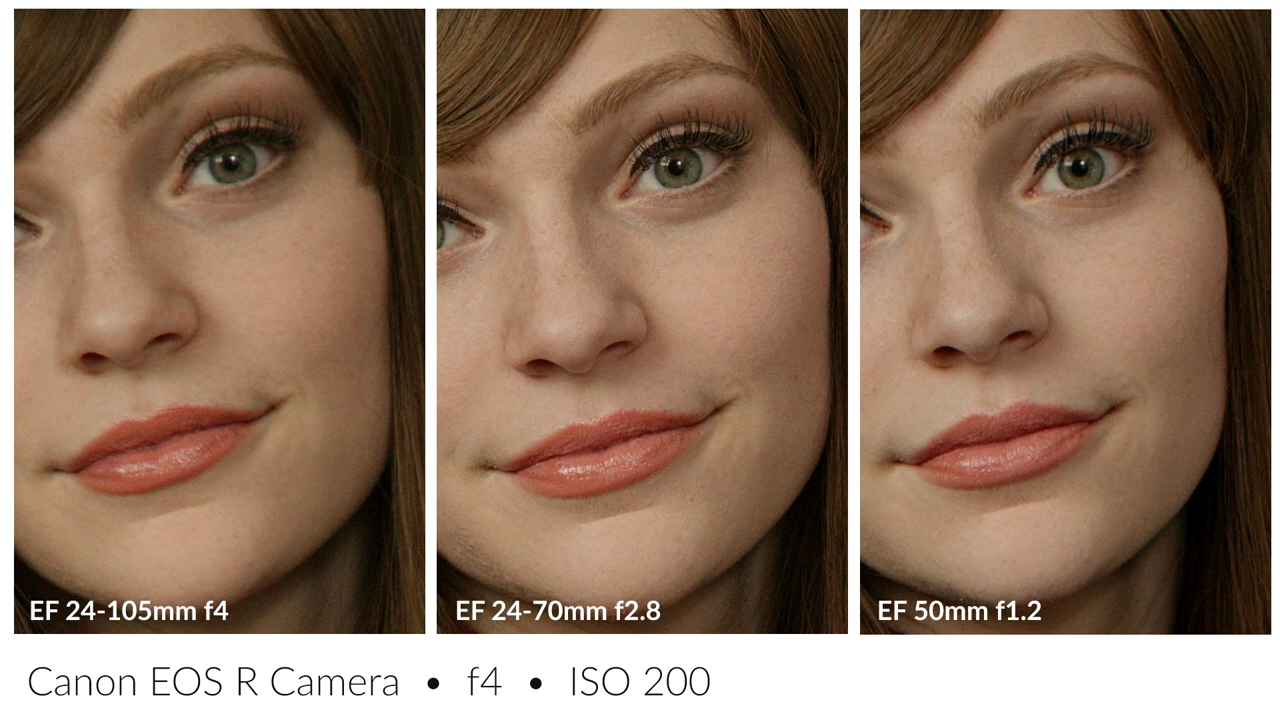 EF 24-105mm f4
EF 24-70mm f2.8
EF 50mm f1.2
Canon EOS R Camera • f4 • ISO 200